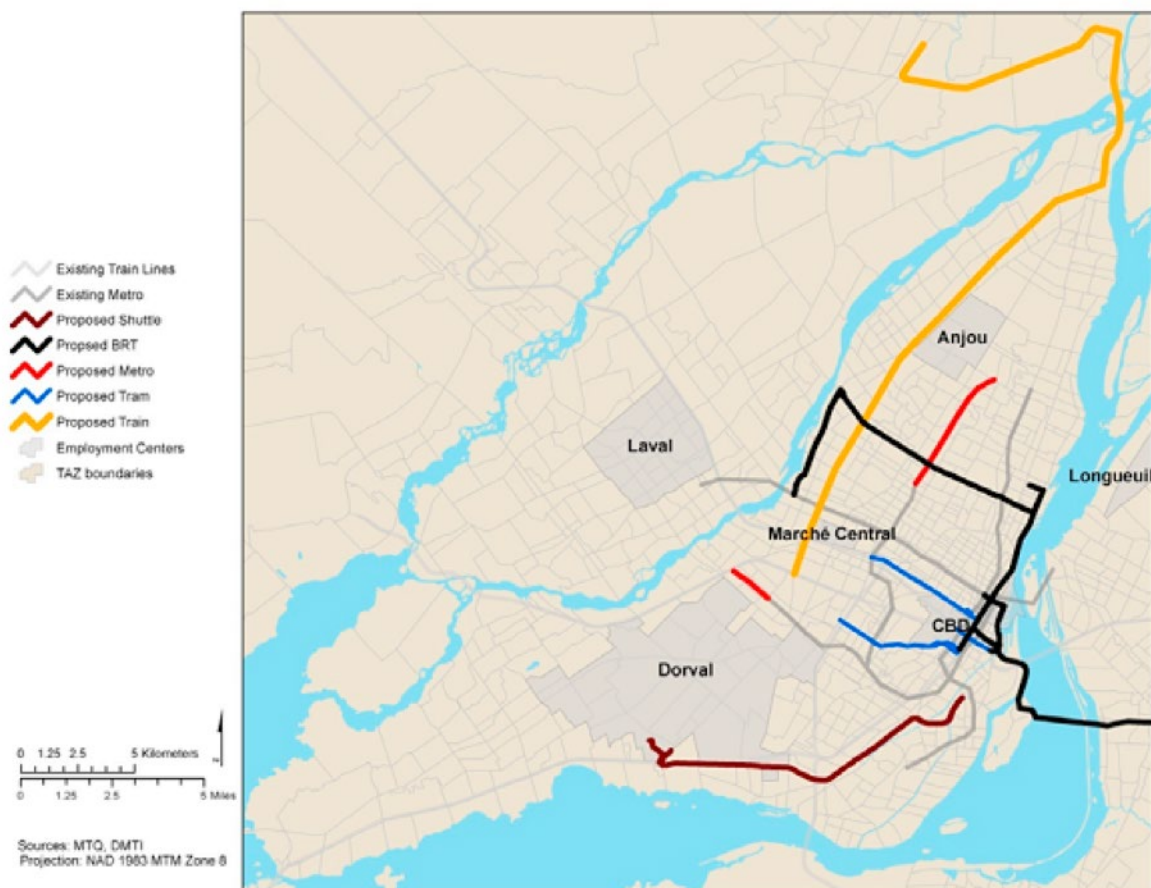 Existing Train Lines
Existing Metro
Proposed Shuttle
Propsed BRT
Proposed Metro
Proposed Tram
Proposed Train
Employment Centers
TAZ boundaries
0 1.25 2.5 5 Kilometers
0 1.25 2.5 5 Miles
Sources: MTQ, DMTI
Projection: NAD 1983 MTM Zone 8
Anjou
Laval
Longueuil
Marché Central
CBD
Dorval